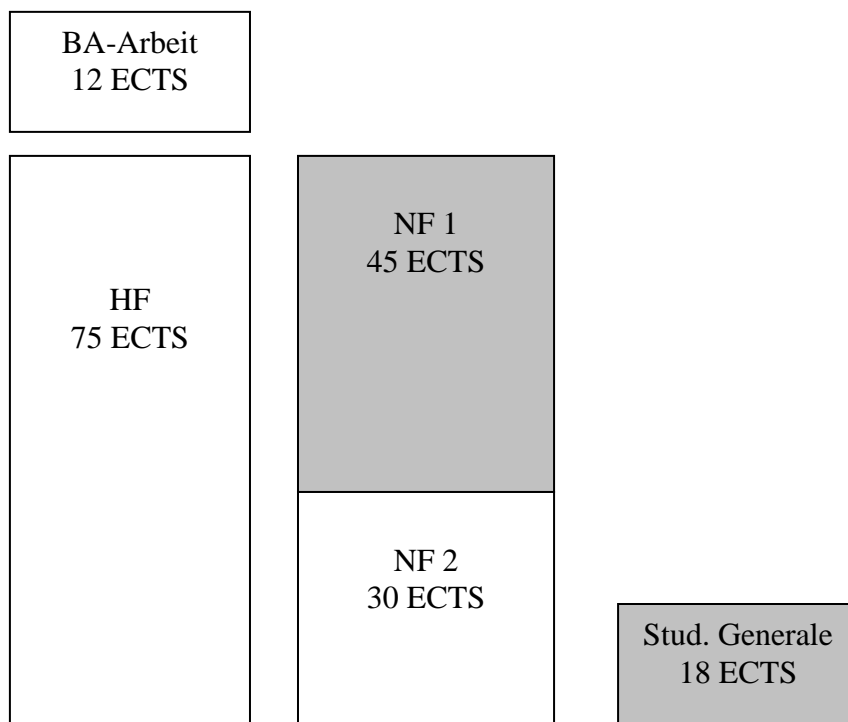 BA-Arbeit
12 ECTS
HF
75 ECTS
NF 1
45 ECTS
NF 2
30 ECTS
Stud. Generale
18 ECTS